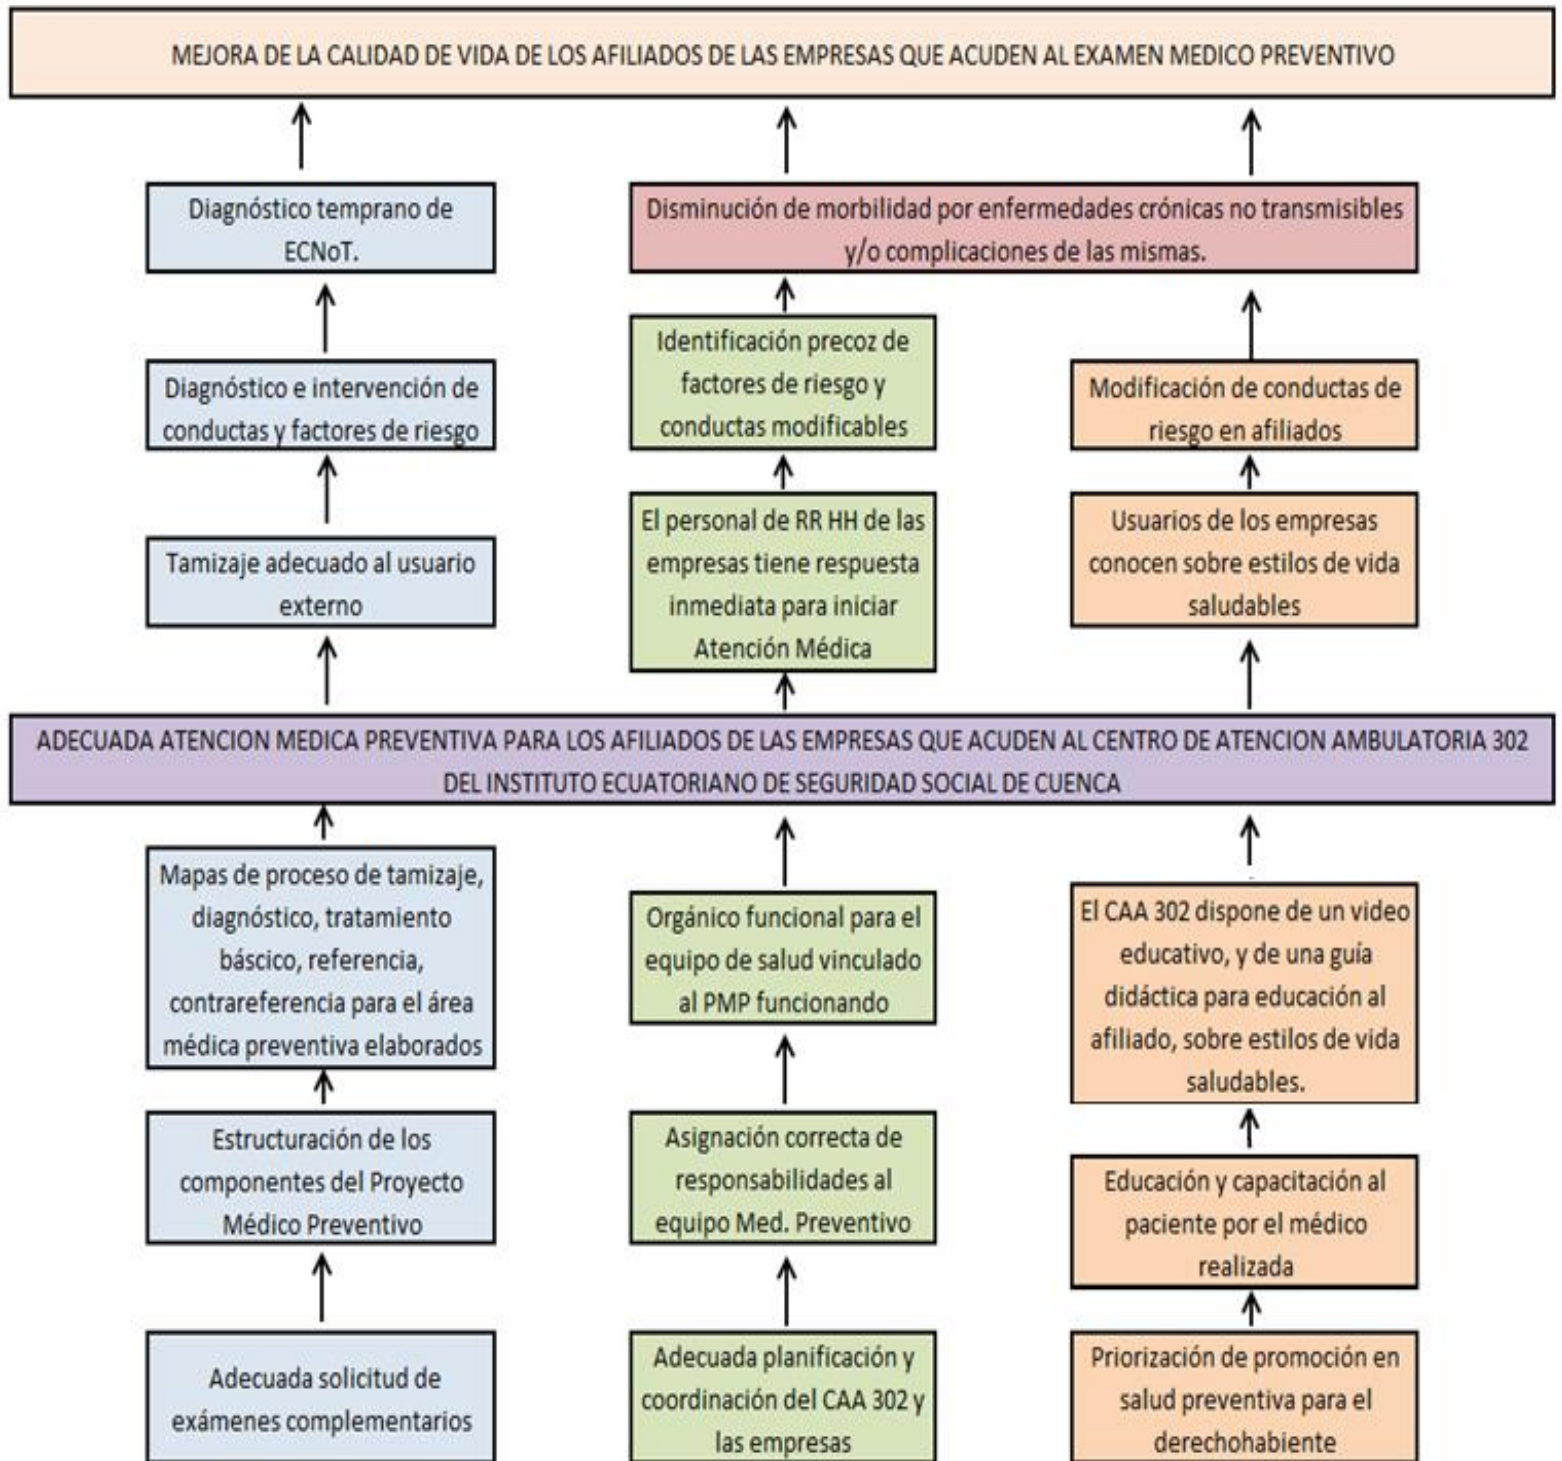 MEJORA DE LA CALIDAD DE VIDA DE LOS AFILIADOS DE LAS EMPRESAS QUE ACUDEN AL EXAMEN MEDICO PREVENTIVO
Diagnóstico temprano de
ECNoT.
Disminución de morbilidad por enfermedades crónicas no transmisibles
y/o complicaciones de las mismas.
Diagnóstico e intervención de
conductas y factores de riesgo
Identificación precoz de
factores de riesgo y
conductas modificables
Modificación de conductas de
riesgo en afiliados
Tamizaje adecuado al usuario
externo
El personal de RR HH de las
empresas tiene respuesta
inmediata para iniciar
Atención Médica
Usuarios de los empresas
conocen sobre estilos de vida
saludables
ADECUADA ATENCION MEDICA PREVENTIVA PARA LOS AFILIADOS DE LAS EMPRESAS QUE ACUDEN AL CENTRO DE ATENCION AMBULATORIA 302
DEL INSTITUTO ECUATORIANO DE SEGURIDAD SOCIAL DE CUENCA
Mapas de proceso de tamizaje,
diagnóstico, tratamiento
báscico, referencia,
contrareferencia para el área
médica preventiva elaborados
Orgánico funcional para el
equipo de salud vinculado
al PMP funcionando
El CAA 302 dispone de un video
educativo, y de una guía
didáctica para educación al
afiliado, sobre estilos de vida
saludables.
Estructuración de los
componentes del Proyecto
Médico Preventivo
Asignación correcta de
responsabilidades al
equipo Med. Preventivo
Educación y capacitación al
paciente por el médico
realizada
Adecuada solicitud de
exámenes complementarios
Adecuada planificación y
coordinación del CAA 302 y
las empresas
Priorización de promoción en
salud preventiva para el
derechohabiente